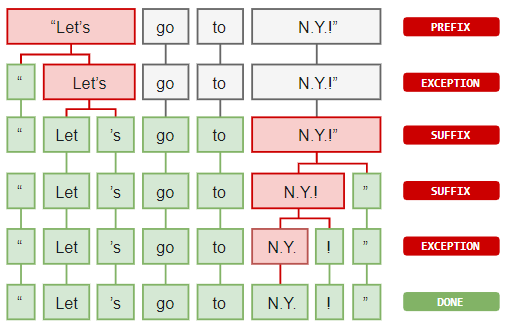 “Let’s go to N.Y.!” PREFIX
“ Let’s go to N.Y.!” EXCEPTION
“ Let ’s go to N.Y.!” SUFFIX
“ Let ’s go to N.Y.! ” SUFFIX
“ Let ’s go to N.Y. ! ” EXCEPTION
“ Let ’s go to N.Y. ! ” DONE